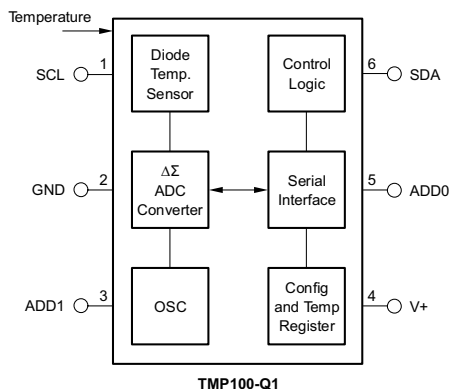 Temperature
SCL
1
Diode
Temp.
Sensor
Control
Logic
6
SDA
GND
2
ΔΣ
ADC
Converter
Serial
Interface
5
ADD0
ADD1
3
OSC
Config
and Temp
Register
4
V+
TMP100-Q1